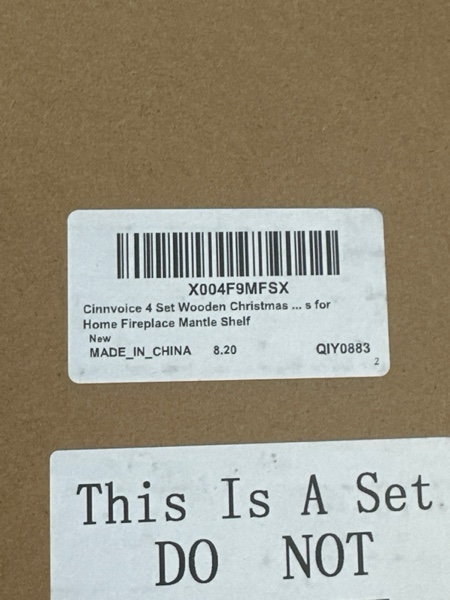 X004F9MFSX
Cinnvoice 4 Set Wooden Christmas ... s for
Home Fireplace Mantle Shelf
New
MADE_IN_CHINA 8.20 QIY0883
2
This Is A Set
DO NOT